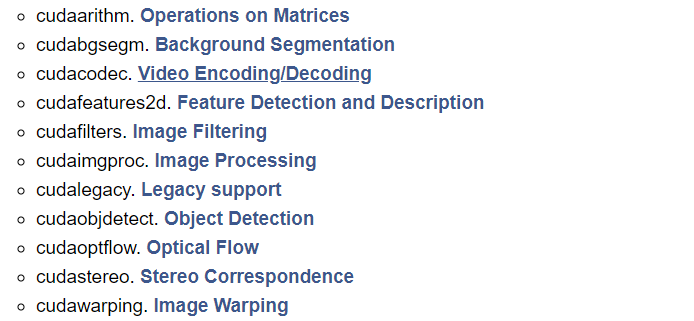 cudaarithm. Operations on Matrices
cudabgsegm. Background Segmentation
cudacodec. Video Encoding/Decoding
cudafeatures2d. Feature Detection and Description
cudafilters. Image Filtering
cudaimgproc. Image Processing
cudalegacy. Legacy support
cudaobjdetect. Object Detection
cudaoptflow. Optical Flow
cudastereo. Stereo Correspondence
cudawarping. Image Warping